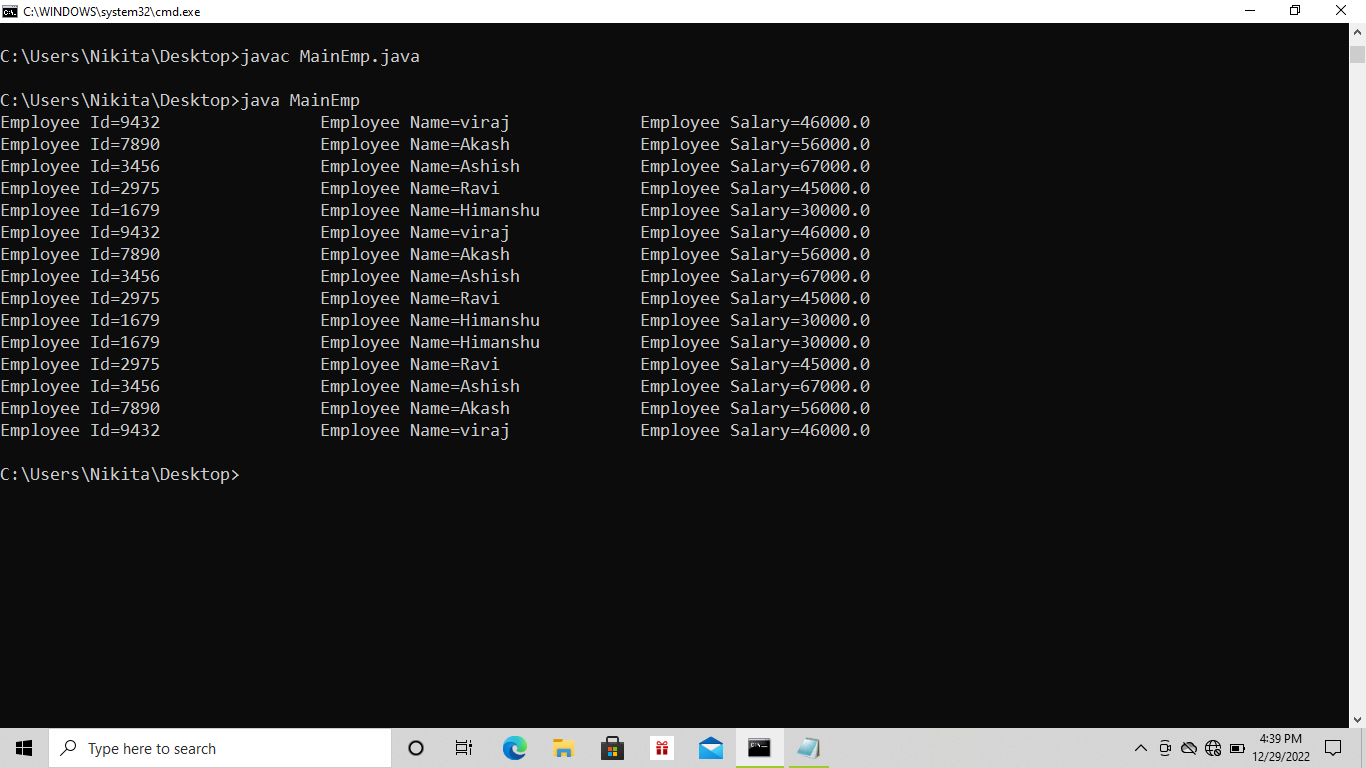 C:\WINDOWS\system32\cmd.exe
C:\Users\Nikita\Desktop>javac MainEmp.java
C:\Users\Nikita\Desktop>java MainEmp
Employee Id=9432 Employee Name=viraj Employee Salary=46000.0
Employee Id=7890 Employee Name=Akash Employee Salary=56000.0
Employee Id=3456 Employee Name=Ashish Employee Salary=67000.0
Employee Id=2975 Employee Name=Ravi Employee Salary=45000.0
Employee Id=1679 Employee Name=Himanshu Employee Salary=30000.0
Employee Id=9432 Employee Name=viraj Employee Salary=46000.0
Employee Id=7890 Employee Name=Akash Employee Salary=56000.0
Employee Id=3456 Employee Name=Ashish Employee Salary=67000.0
Employee Id=2975 Employee Name=Ravi Employee Salary=45000.0
Employee Id=1679 Employee Name=Himanshu Employee Salary=30000.0
Employee Id=1679 Employee Name=Himanshu Employee Salary=30000.0
Employee Id=2975 Employee Name=Ravi Employee Salary=45000.0
Employee Id=3456 Employee Name=Ashish Employee Salary=67000.0
Employee Id=7890 Employee Name=Akash Employee Salary=56000.0
Employee Id=9432 Employee Name=viraj Employee Salary=46000.0
C:\Users\Nikita\Desktop>
Type here to search
4:39 PM
12/29/2022